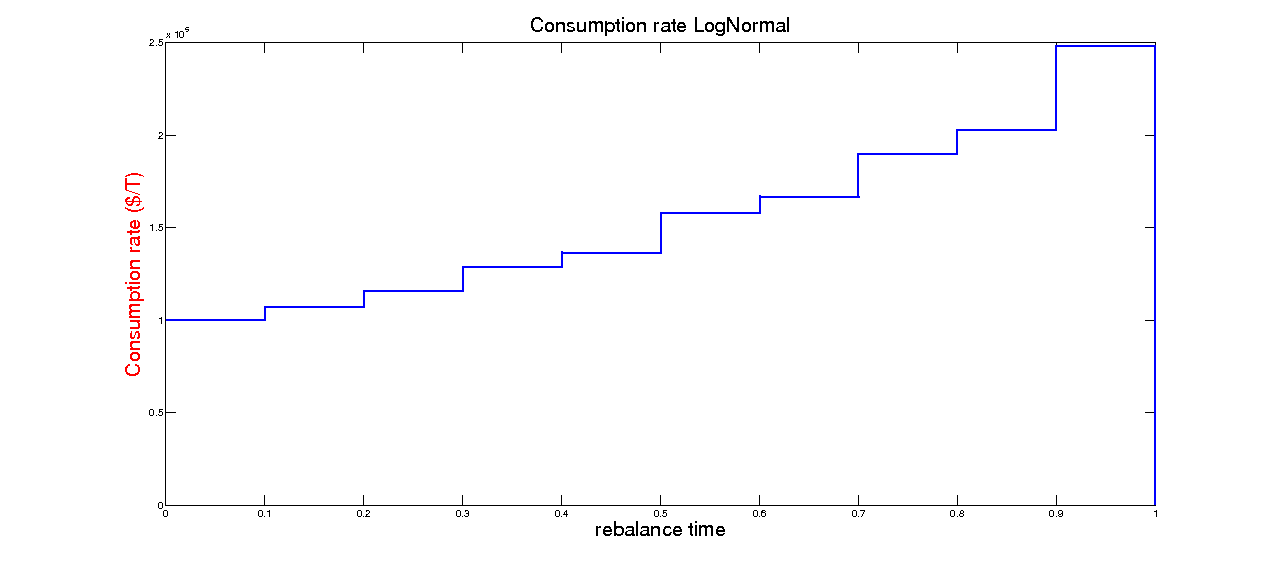 Consumption rate LogNormal
x 10^5
2.5
2
1.5
1
0.5
0
Consumption rate ($/T)
0 0.1 0.2 0.3 0.4 0.5 0.6 0.7 0.8 0.9 1
rebalance time